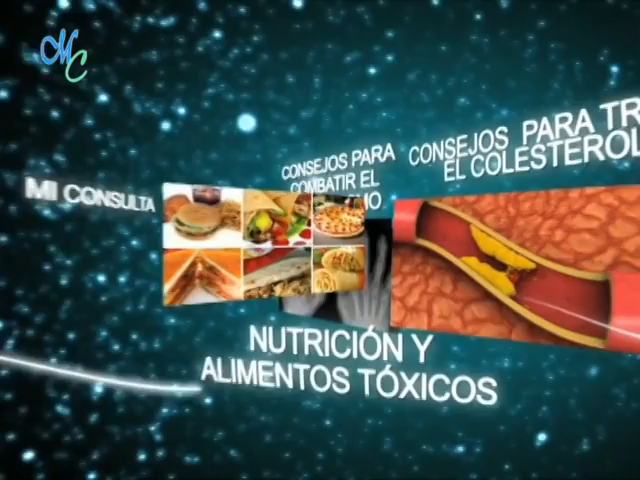 MC
MI CONSULTA
CONSEJOS PARA
COMBATIR EL
CONSEJOS PARA
EL COLESTEROL
NUTRICIÓN Y
ALIMENTOS TÓXICOS